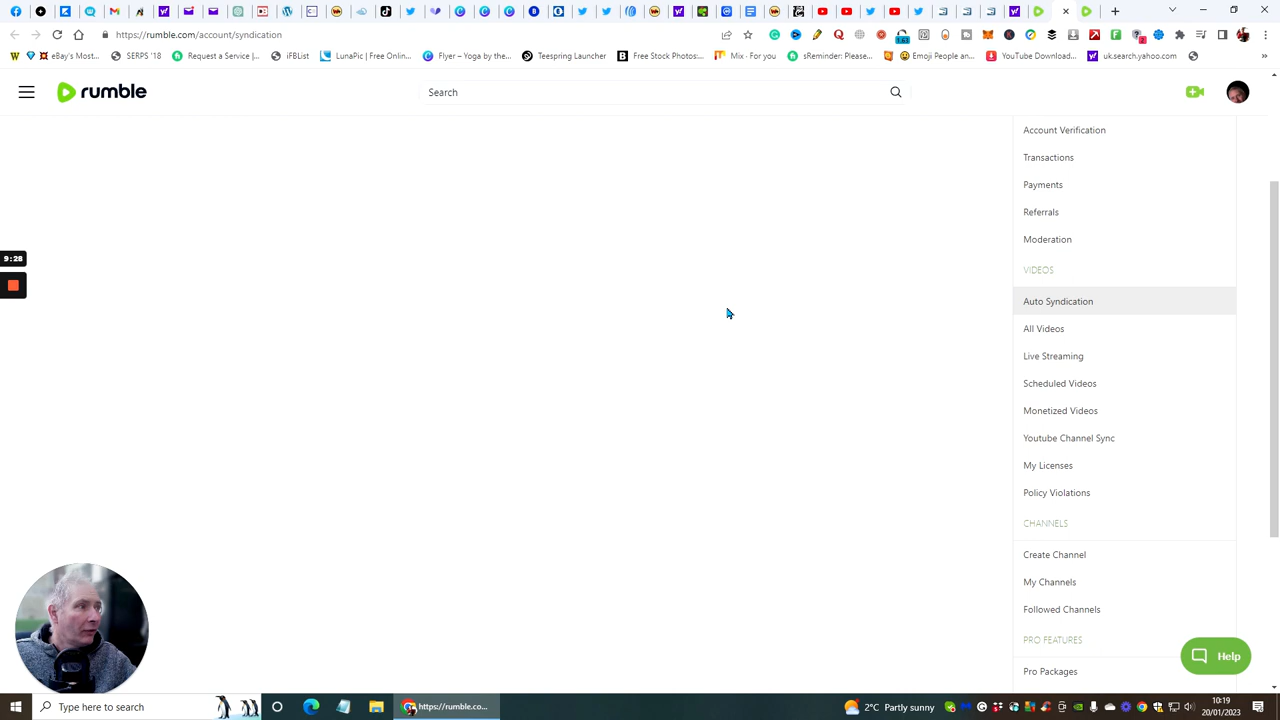 https://rumble.com/account/syndication
eBay's Most...
SERPS '18
Request a Service |...
iFBList
LunaPic | Free Onlin...
Flyer – Yoga by the...
Teespring Launcher
Free Stock Photos:...
Mix · For you
sReminder: Please...
Emoji People an...
YouTube Download...
uk.search.yahoo.com
rumble
Search
Account Verification
Transactions
Payments
Referrals
Moderation
9:28
VIDEOS
Auto Syndication
All Videos
Live Streaming
Scheduled Videos
Monetized Videos
Youtube Channel Sync
My Licenses
Policy Violations
CHANNELS
Create Channel
My Channels
Followed Channels
PRO FEATURES
Help
Pro Packages
Type here to search
https://rumble.co...
2°C Partly sunny
10:19
20/01/2023